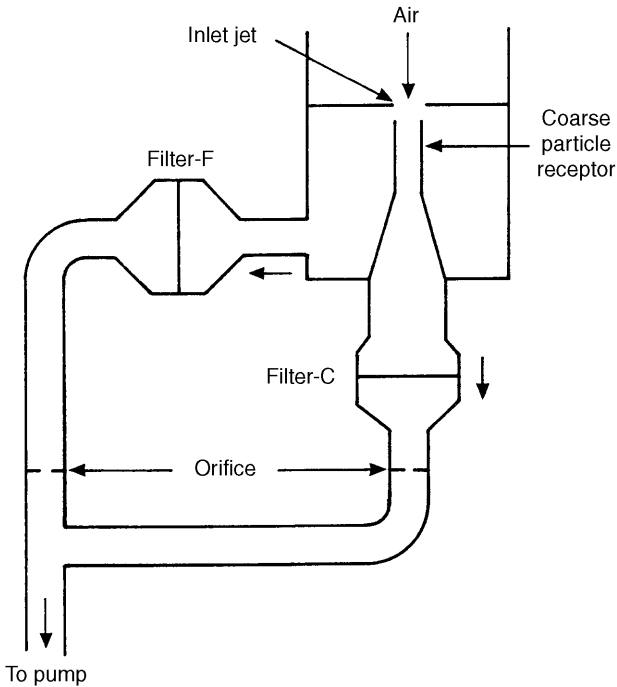 Air
Inlet jet
Coarse
particle
receptor
Filter-F
Filter-C
Orifice
To pump